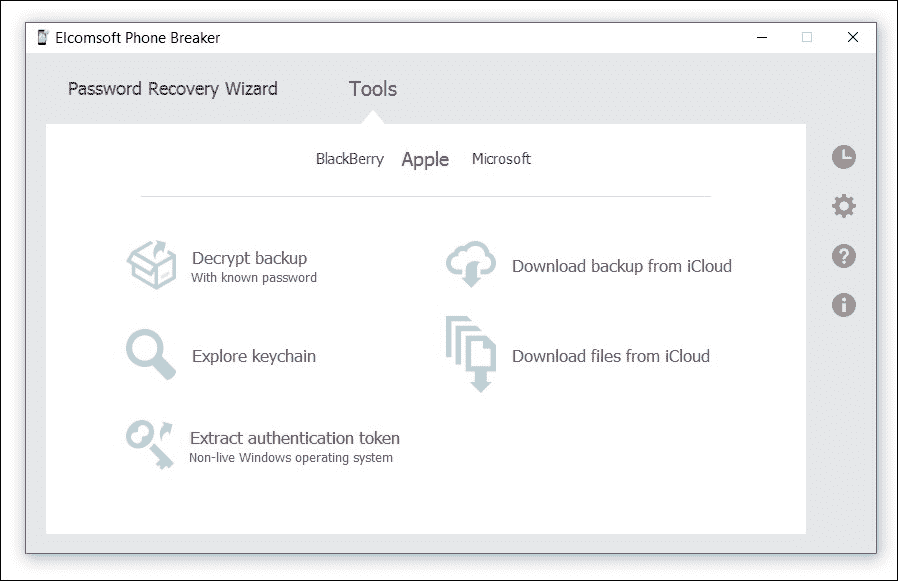 Elcomsoft Phone Breaker
Password Recovery Wizard
Tools
BlackBerry
Apple
Microsoft
Decrypt backup
With known password
Download backup from iCloud
Explore keychain
Download files from iCloud
Extract authentication token
Non-live Windows operating system